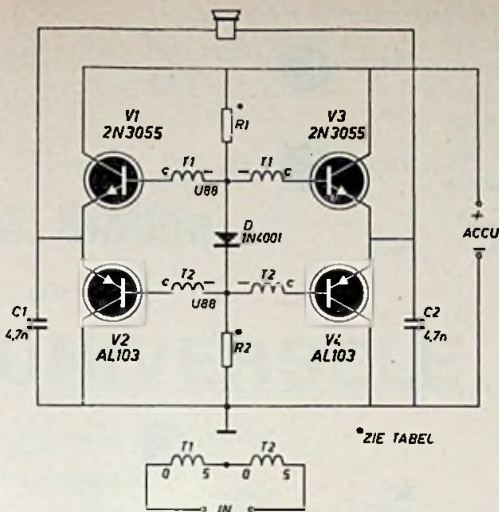 V1
2N3055
V3
2N3055
*
R1
C T1 –
– T1 C
U88
D
1N4001
+
ACCU
–
C T2 –
– T2 C
U88
C1
4,7n
V2
AL103
*
R2
V4
AL103
C2
4,7n
*ZIE TABEL
T1 T2
0 5 0 5
IN